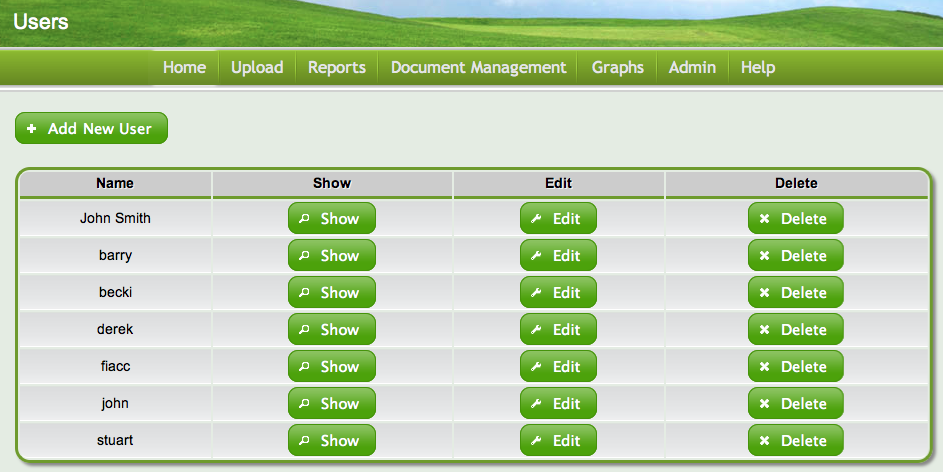 Users
Home Upload Reports Document Management Graphs Admin Help
Add New User
Name Show Edit Delete
John Smith Show Edit Delete
barry Show Edit Delete
becki Show Edit Delete
derek Show Edit Delete
fiacc Show Edit Delete
john Show Edit Delete
stuart Show Edit Delete